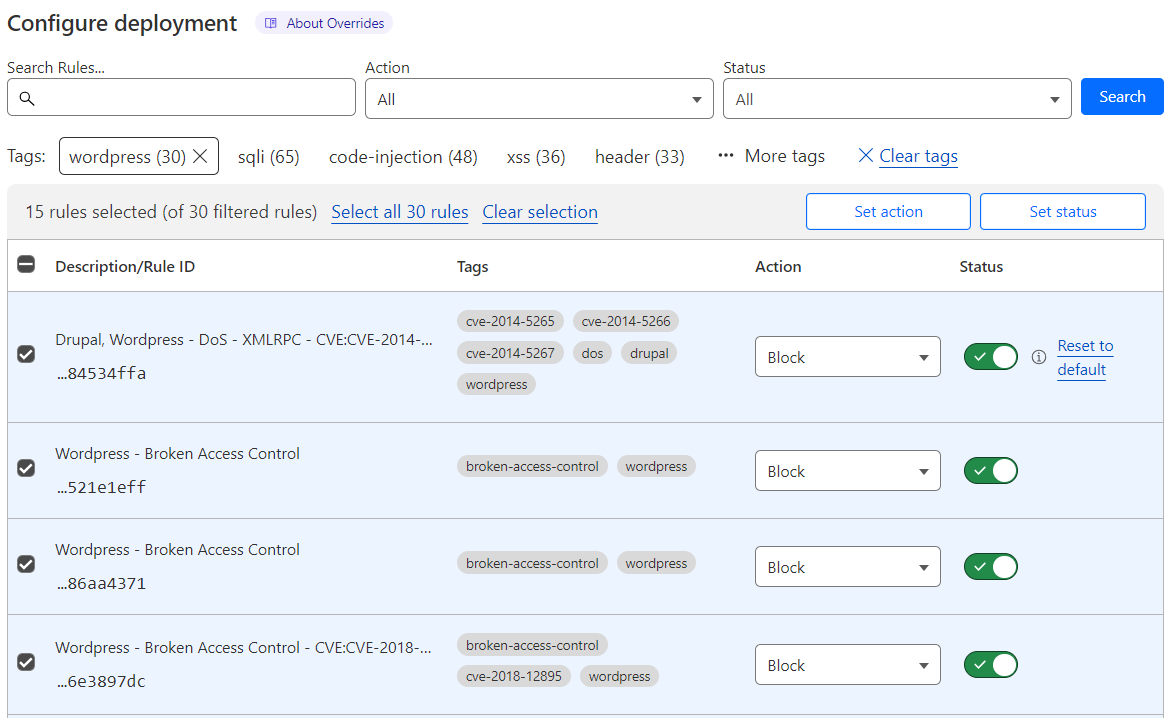 Configure deployment About Overrides
Search Rules... Action Status
All All Search
Tags: wordpress (30) sqli (65) code-injection (48) xss (36) header (33) ••• More tags Clear tags
15 rules selected (of 30 filtered rules) Select all 30 rules Clear selection Set action Set status
Description/Rule ID Tags Action Status
Drupal, Wordpress - DoS - XMLRPC - CVE:CVE-2014-...
...84534ffa
cve-2014-5265 cve-2014-5266
cve-2014-5267 dos drupal
wordpress
Block
Reset to
default
Wordpress - Broken Access Control
...521e1eff
broken-access-control wordpress
Block
Wordpress - Broken Access Control
...86aa4371
broken-access-control wordpress
Block
Wordpress - Broken Access Control - CVE:CVE-2018-...
...6e3897dc
broken-access-control
cve-2018-12895 wordpress
Block